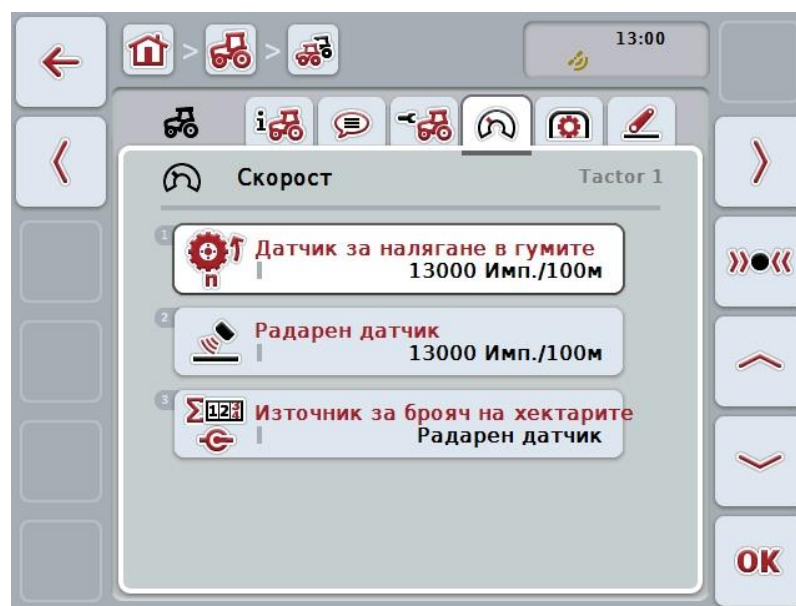 13:00
i
Скорост
Tactor 1
1
Датчик за налягане в гумите
n
13000 Имп./100м
2
Радарен датчик
13000 Имп./100м
3
Σ 123
Източник за брояч на хектарите
Радарен датчик
OK